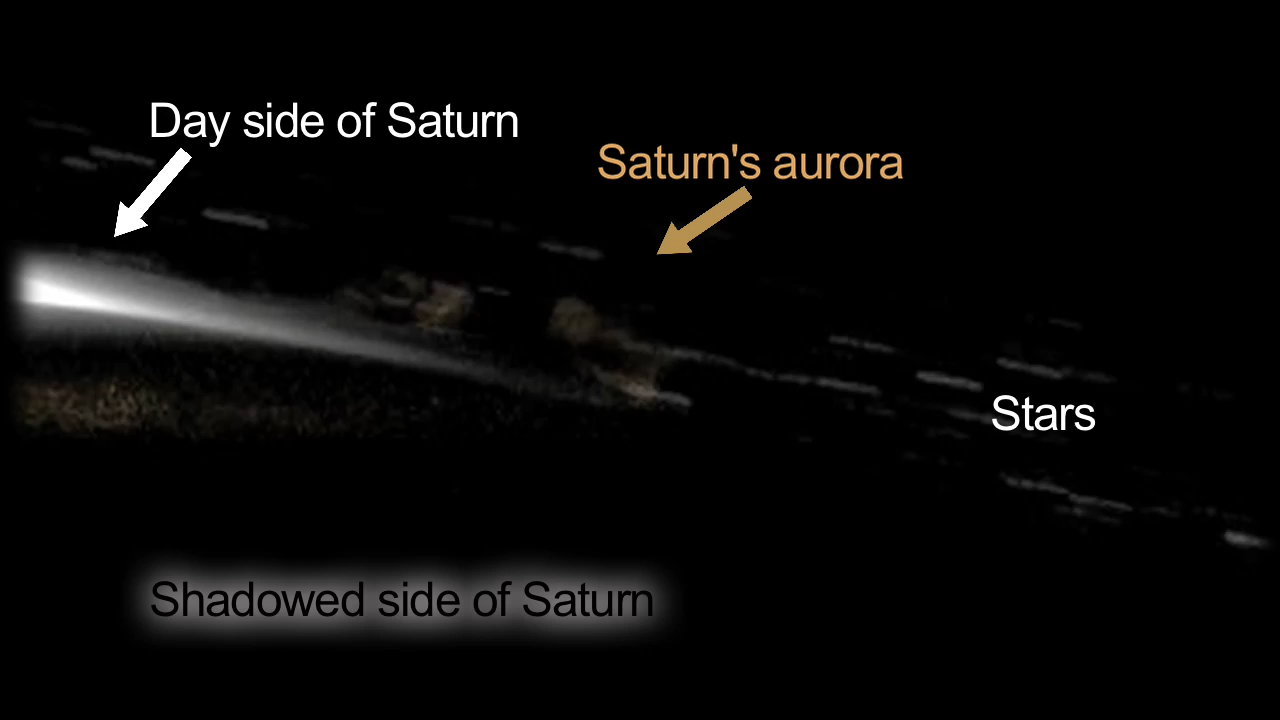 Day side of Saturn
Saturn's aurora
Stars
Shadowed side of Saturn